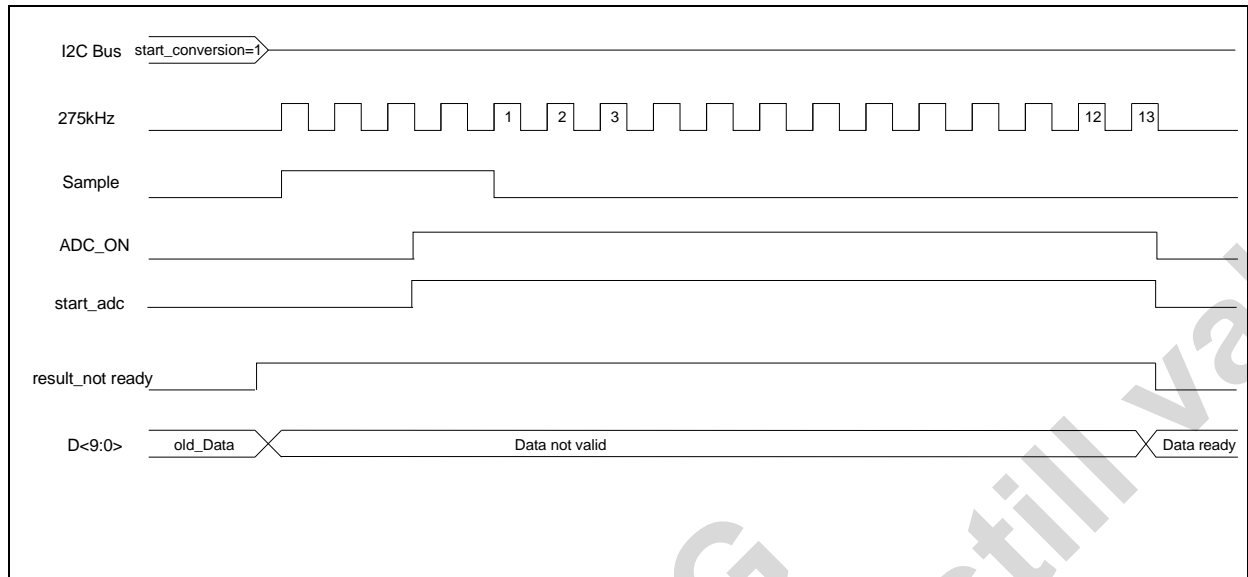 I2C Bus start_conversion=1
275kHz 1 2 3 12 13
Sample
ADC_ON
start_adc
result_not ready
D<9:0> old_Data Data not valid Data ready
still